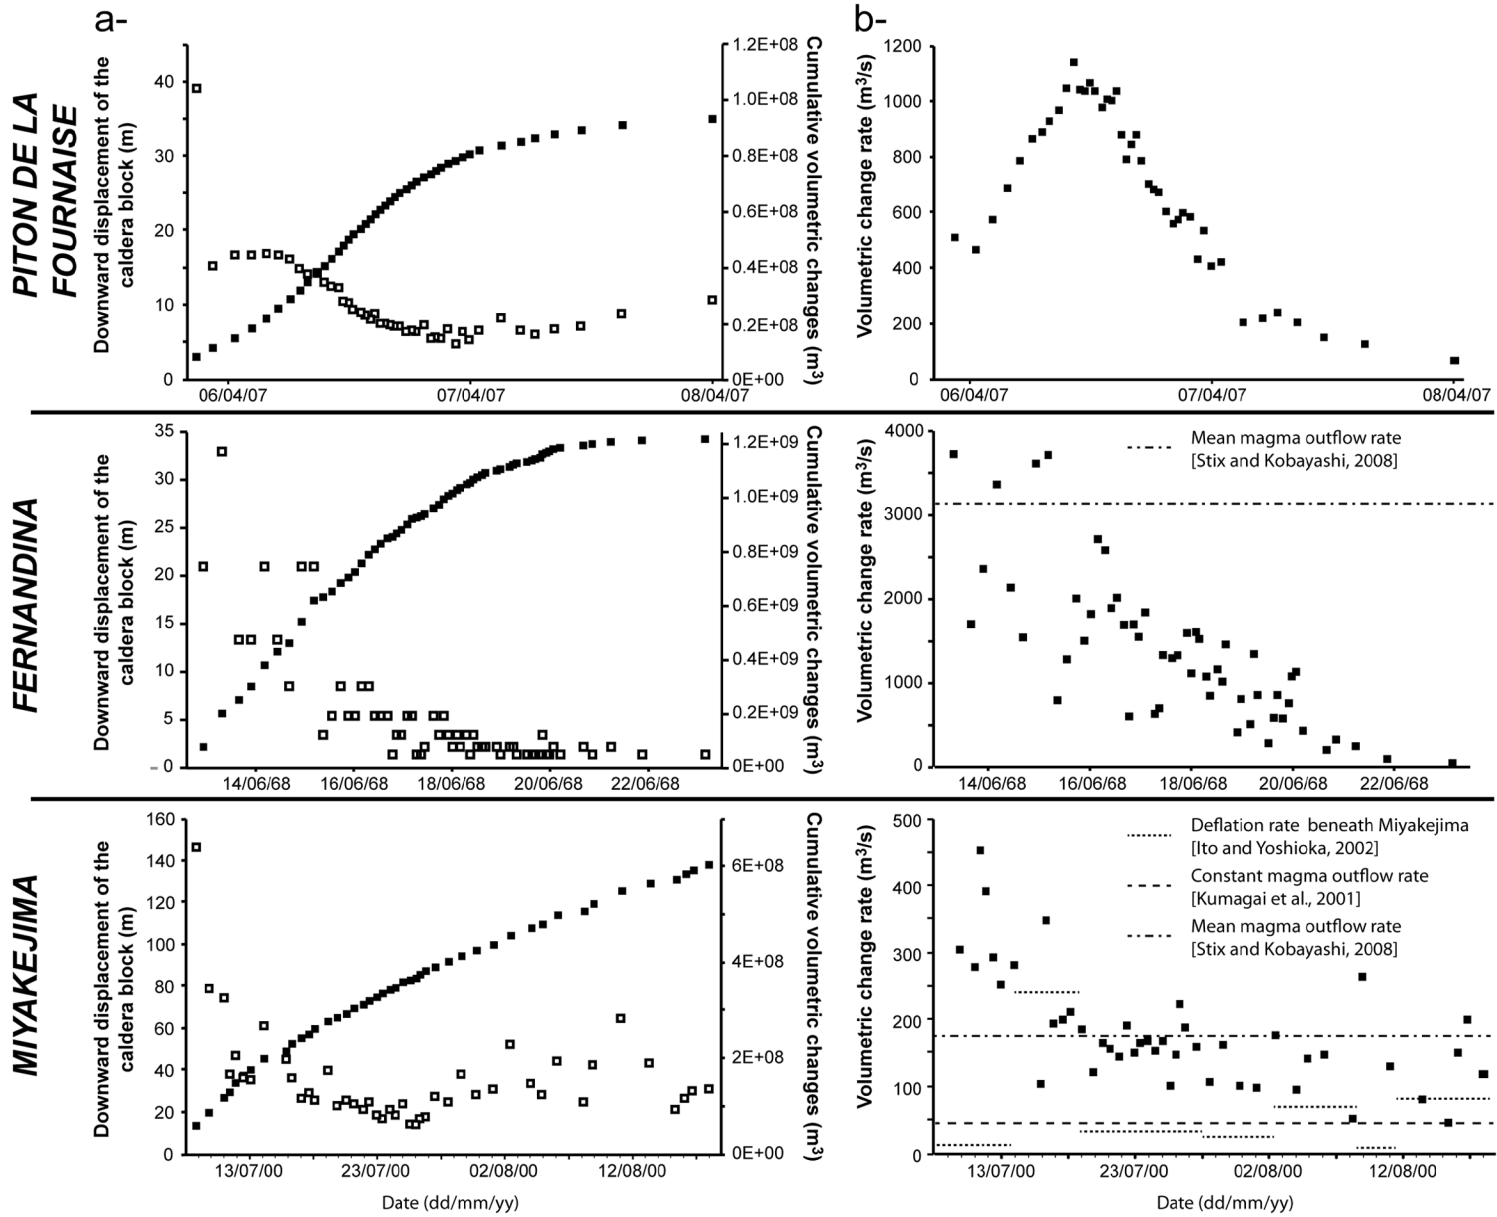 a-
b-
PITON DE LA
FOURNAISE
Downward displacement of the
caldera block (m)
40
30
20
10
0
1.2E+08
1.0E+08
0.8E+08
0.6E+08
0.4E+08
0.2E+08
0E+00
Cumulative volumetric changes (m3)
06/04/07
07/04/07
08/04/07
Volumetric change rate (m3/s)
1200
1000
800
600
400
200
0
06/04/07
07/04/07
08/04/07
FERNANDINA
Downward displacement of the
caldera block (m)
35
30
25
20
15
10
5
0
1.2E+09
1.0E+09
0.8E+09
0.6E+09
0.4E+09
0.2E+09
0E+00
Cumulative volumetric changes (m3)
14/06/68
16/06/68
18/06/68
20/06/68
22/06/68
Volumetric change rate (m3/s)
4000
3000
2000
1000
0
Mean magma outflow rate
[Stix and Kobayashi, 2008]
14/06/68
16/06/68
18/06/68
20/06/68
22/06/68
MIYAKEJIMA
Downward displacement of the
caldera block (m)
160
140
120
100
80
60
40
20
0
6E+08
4E+08
2E+08
0E+00
Cumulative volumetric changes (m3)
13/07/00
23/07/00
02/08/00
12/08/00
Date (dd/mm/yy)
Volumetric change rate (m3/s)
500
400
300
200
100
0
Deflation rate beneath Miyakejima
[Ito and Yoshioka, 2002]
Constant magma outflow rate
[Kumagai et al., 2001]
Mean magma outflow rate
[Stix and Kobayashi, 2008]
13/07/00
23/07/00
02/08/00
12/08/00
Date (dd/mm/yy)